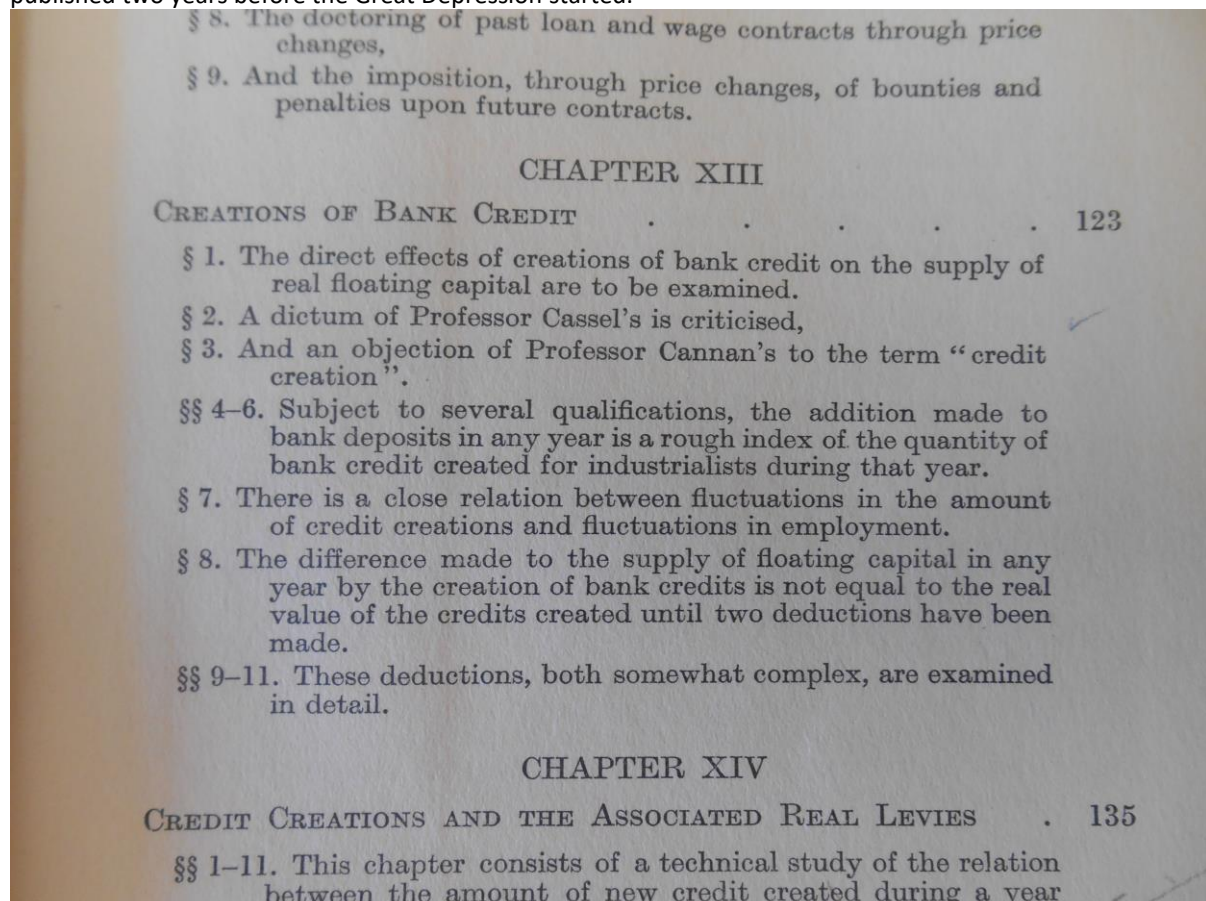 published two years before the Great Depression started.
§ 8. The doctoring of past loan and wage contracts through price
changes,
§ 9. And the imposition, through price changes, of bounties and
penalties upon future contracts.
CHAPTER XIII
CREATIONS OF BANK CREDIT . . . . . 123
§ 1. The direct effects of creations of bank credit on the supply of
real floating capital are to be examined.
§ 2. A dictum of Professor Cassel's is criticised,
§ 3. And an objection of Professor Cannan's to the term “credit
creation”.
§§ 4–6. Subject to several qualifications, the addition made to
bank deposits in any year is a rough index of the quantity of
bank credit created for industrialists during that year.
§ 7. There is a close relation between fluctuations in the amount
of credit creations and fluctuations in employment.
§ 8. The difference made to the supply of floating capital in any
year by the creation of bank credits is not equal to the real
value of the credits created until two deductions have been
made.
§§ 9–11. These deductions, both somewhat complex, are examined
in detail.
CHAPTER XIV
CREDIT CREATIONS AND THE ASSOCIATED REAL LEVIES . 135
§§ 1–11. This chapter consists of a technical study of the relation
between the amount of new credit created during a year